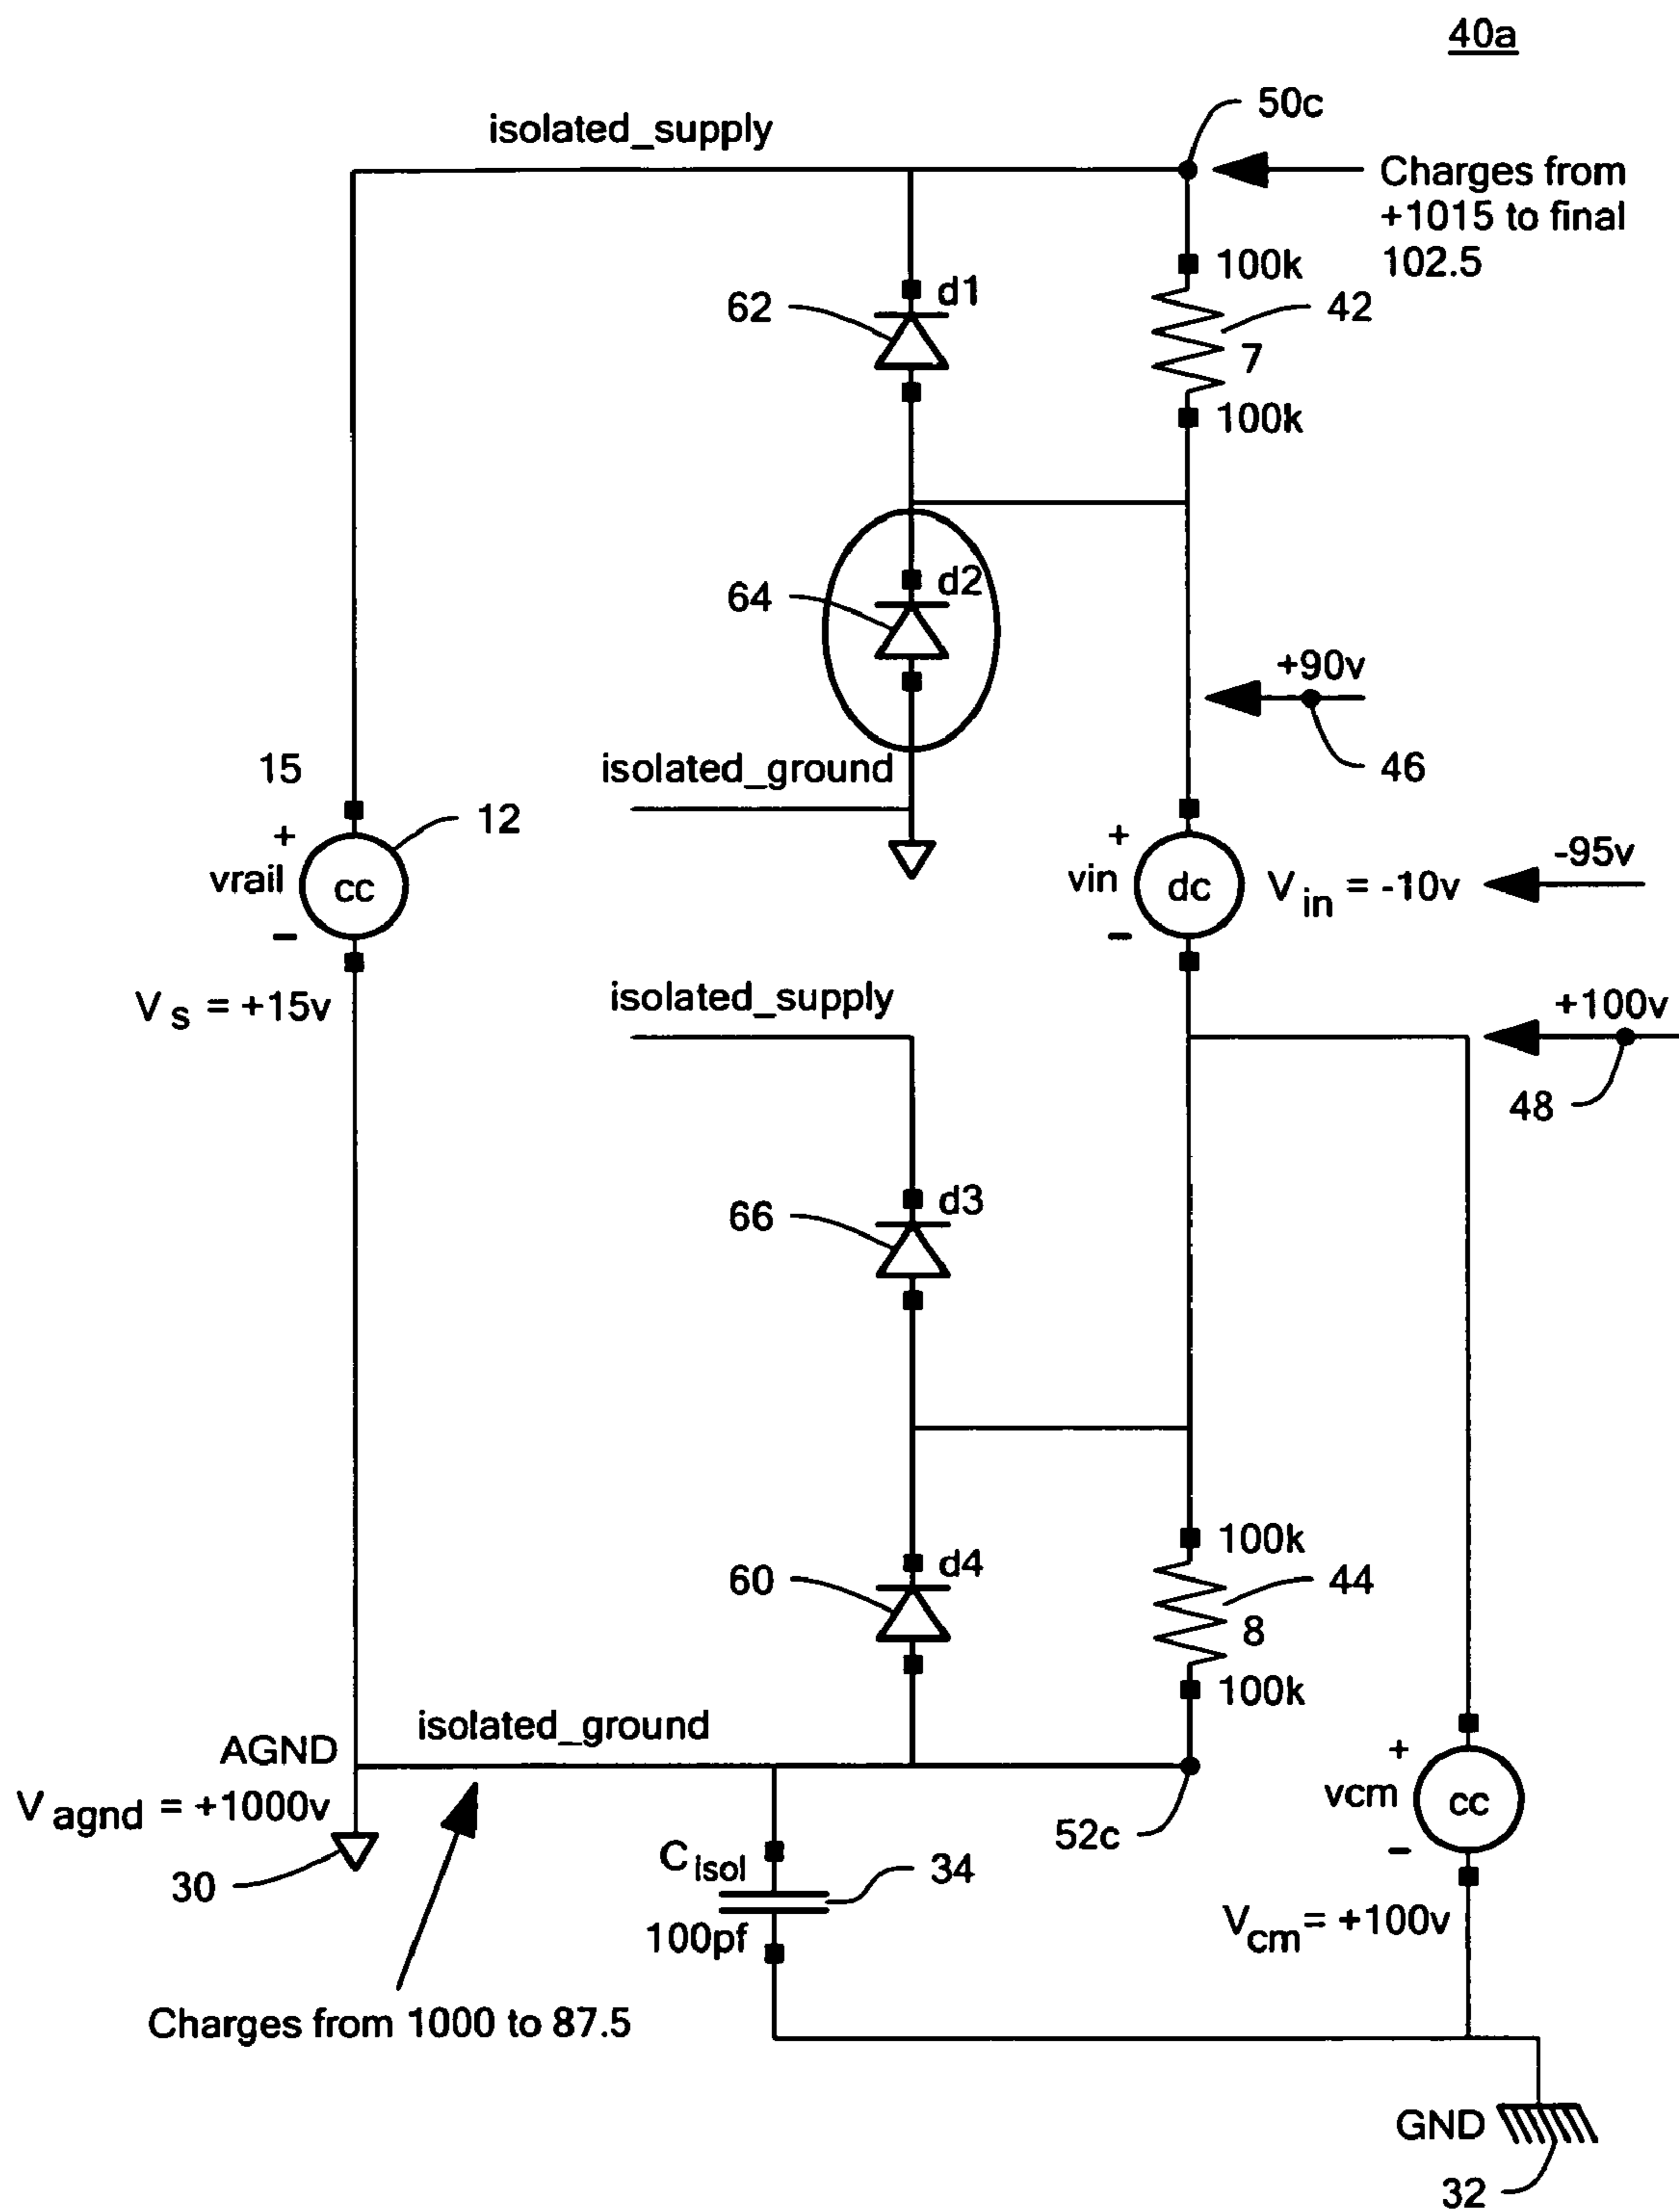 40a
50c
isolated_supply
Charges from
+1015 to final
102.5
100k
d1
62
42
7
100k
d2
64
+90v
46
isolated_ground
15
12
+
vrail
cc
−
V s = +15v
+
vin
dc
−
V in = -10v
-95v
isolated_supply
+100v
48
d3
66
d4
60
100k
44
8
100k
isolated_ground
AGND
V agnd = +1000v
30
52c
+
vcm
cc
−
C isol
34
100pf
V cm = +100v
Charges from 1000 to 87.5
GND
32